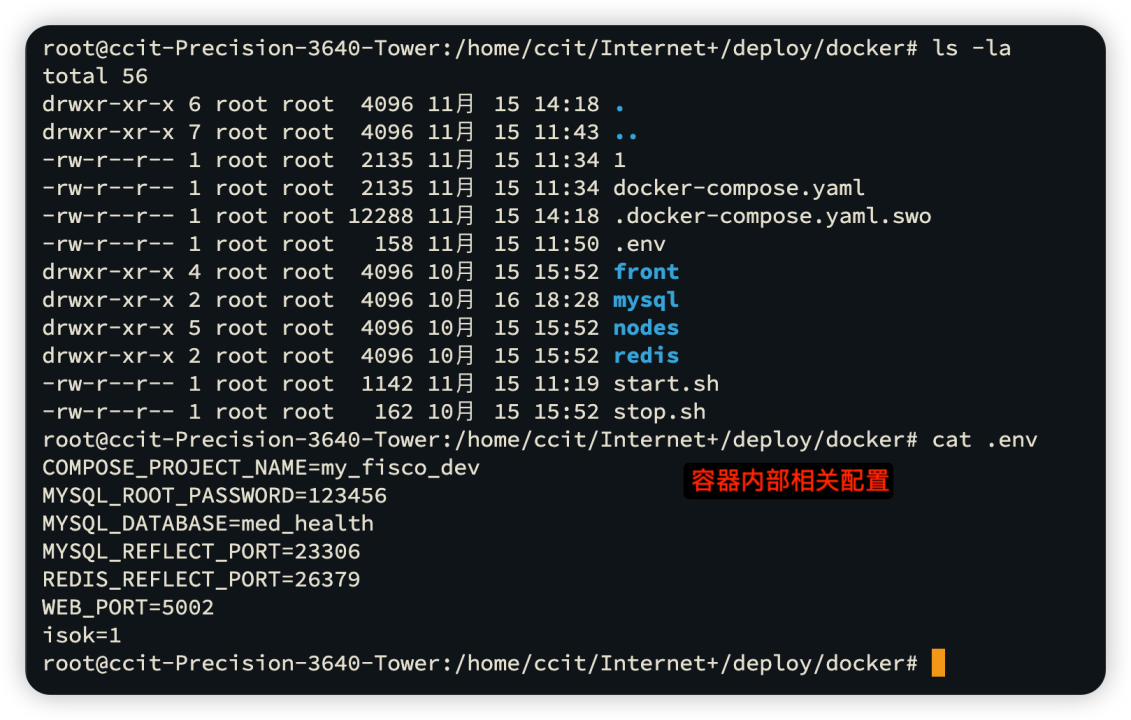 root@ccit-Precision-3640-Tower:/home/ccit/Internet+/deploy/docker# ls -la
total 56
drwxr-xr-x 6 root root  4096 11月  15 14:18 .
drwxr-xr-x 7 root root  4096 11月  15 11:43 ..
-rw-r--r-- 1 root root  2135 11月  15 11:34 1
-rw-r--r-- 1 root root  2135 11月  15 11:34 docker-compose.yaml
-rw-r--r-- 1 root root 12288 11月  15 14:18 .docker-compose.yaml.swo
-rw-r--r-- 1 root root   158 11月  15 11:50 .env
drwxr-xr-x 4 root root  4096 10月  15 15:52 front
drwxr-xr-x 2 root root  4096 10月  16 18:28 mysql
drwxr-xr-x 5 root root  4096 10月  15 15:52 nodes
drwxr-xr-x 2 root root  4096 10月  15 15:52 redis
-rw-r--r-- 1 root root  1142 11月  15 11:19 start.sh
-rw-r--r-- 1 root root   162 10月  15 15:52 stop.sh
root@ccit-Precision-3640-Tower:/home/ccit/Internet+/deploy/docker# cat .env
COMPOSE_PROJECT_NAME=my_fisco_dev
容器内部相关配置
MYSQL_ROOT_PASSWORD=123456
MYSQL_DATABASE=med_health
MYSQL_REFLECT_PORT=23306
REDIS_REFLECT_PORT=26379
WEB_PORT=5002
isok=1
root@ccit-Precision-3640-Tower:/home/ccit/Internet+/deploy/docker#